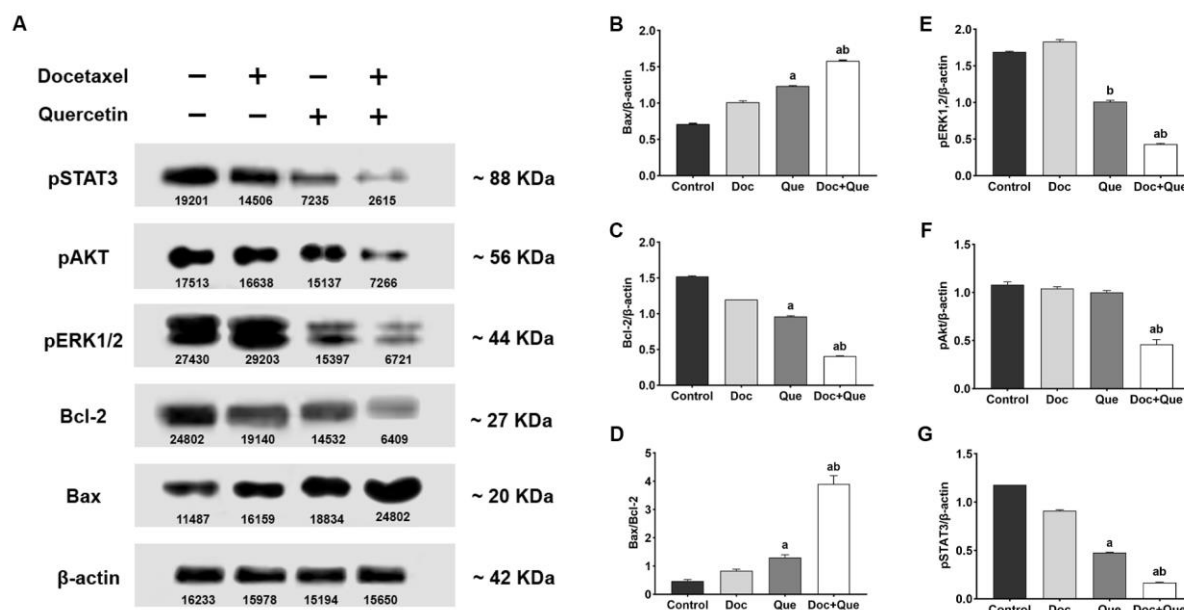 A
Docetaxel − + − +
Quercetin − − + +
pSTAT3 ~ 88 KDa
19201 14506 7235 2615
pAKT ~ 56 KDa
17513 16638 15137 7266
pERK1/2 ~ 44 KDa
27430 29203 15397 6721
Bcl-2 ~ 27 KDa
24802 19140 14532 6409
Bax ~ 20 KDa
11487 16159 18834 24802
β-actin ~ 42 KDa
16233 15978 15194 15650
B
Bax/β-actin
2.0
1.5
1.0
0.5
0.0
a
ab
Control Doc Que Doc+Que
C
Bcl-2/β-actin
2.0
1.5
1.0
0.5
0.0
a
ab
Control Doc Que Doc+Que
D
Bax/Bcl-2
5
4
3
2
1
0
a
ab
Control Doc Que Doc+Que
E
pERK1,2/β-actin
2.0
1.5
1.0
0.5
0.0
b
ab
Control Doc Que Doc+Que
F
pAkt/β-actin
1.5
1.0
0.5
0.0
ab
Control Doc Que Doc+Que
G
pSTAT3/β-actin
1.5
1.0
0.5
0.0
a
ab
Control Doc Que Doc+Que